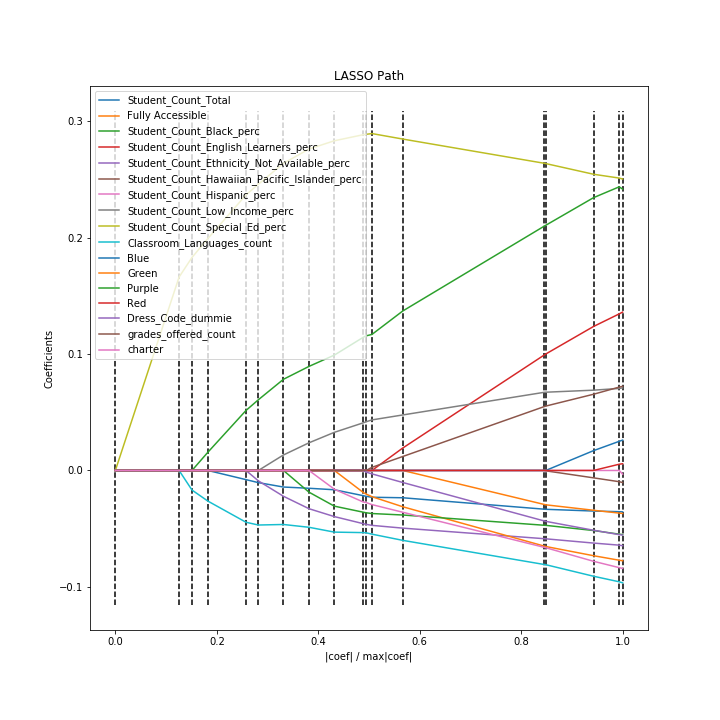 LASSO Path
Student_Count_Total
Fully Accessible
Student_Count_Black_perc
Student_Count_English_Learners_perc
Student_Count_Ethnicity_Not_Available_perc
Student_Count_Hawaiian_Pacific_Islander_perc
Student_Count_Hispanic_perc
Student_Count_Low_Income_perc
Student_Count_Special_Ed_perc
Classroom_Languages_count
Blue
Green
Purple
Red
Dress_Code_dummie
grades_offered_count
charter
Coefficients
0.3
0.2
0.1
0.0
−0.1
0.0 0.2 0.4 0.6 0.8 1.0
|coef| / max|coef|